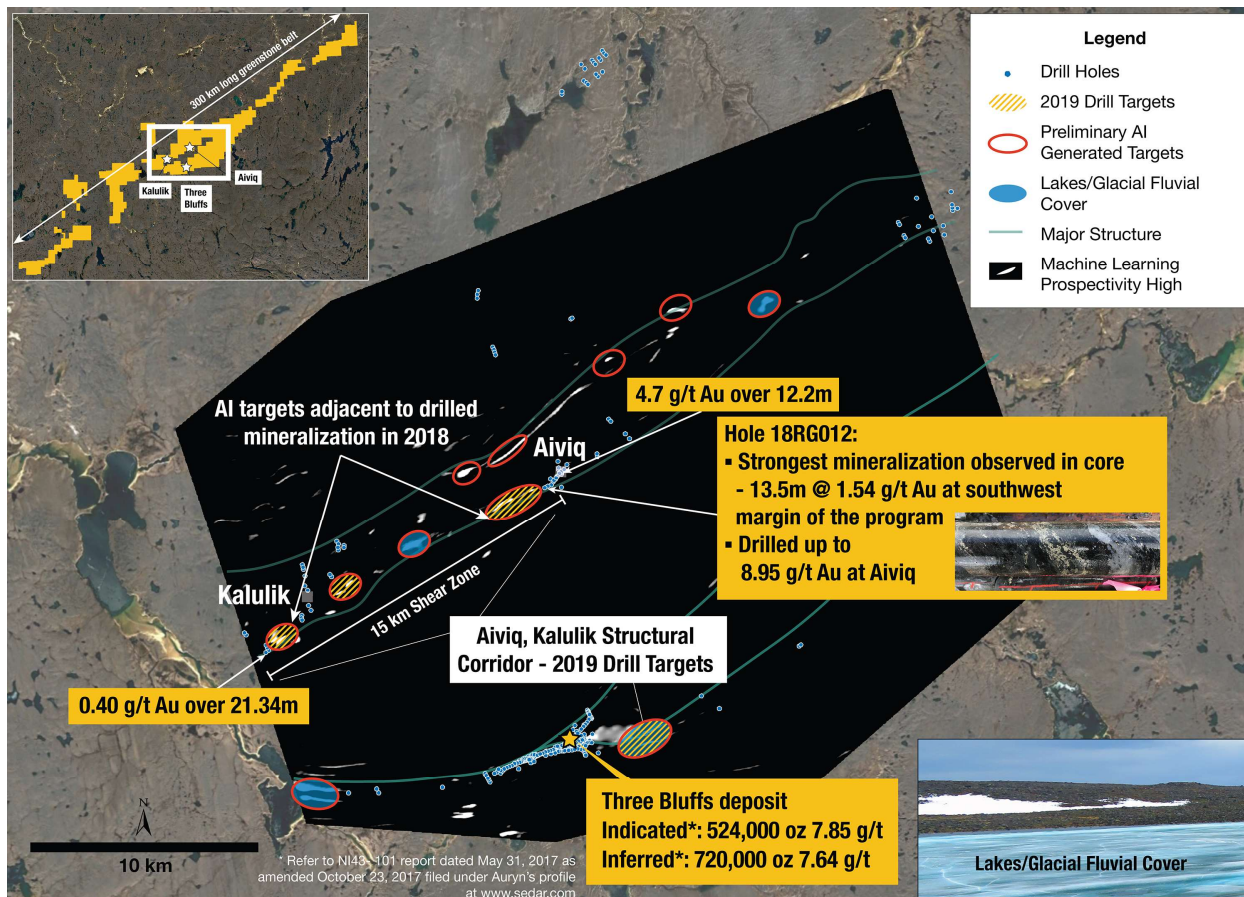 300 km long greenstone belt
Kalulik
Three
Bluffs
Aiviq
Legend
Drill Holes
2019 Drill Targets
Preliminary AI
Generated Targets
Lakes/Glacial Fluvial
Cover
Major Structure
Machine Learning
Prospectivity High
4.7 g/t Au over 12.2m
AI targets adjacent to drilled
mineralization in 2018
Aiviq
Hole 18RG012:
▪ Strongest mineralization observed in core
- 13.5m @ 1.54 g/t Au at southwest
margin of the program
▪ Drilled up to
8.95 g/t Au at Aiviq
Kalulik
15 km Shear Zone
Aiviq, Kalulik Structural
Corridor - 2019 Drill Targets
0.40 g/t Au over 21.34m
Three Bluffs deposit
Indicated*: 524,000 oz 7.85 g/t
Inferred*: 720,000 oz 7.64 g/t
N
10 km
* Refer to NI43-101 report dated May 31, 2017 as
amended October 23, 2017 filed under Auryn's profile
at www.sedar.com
Lakes/Glacial Fluvial Cover